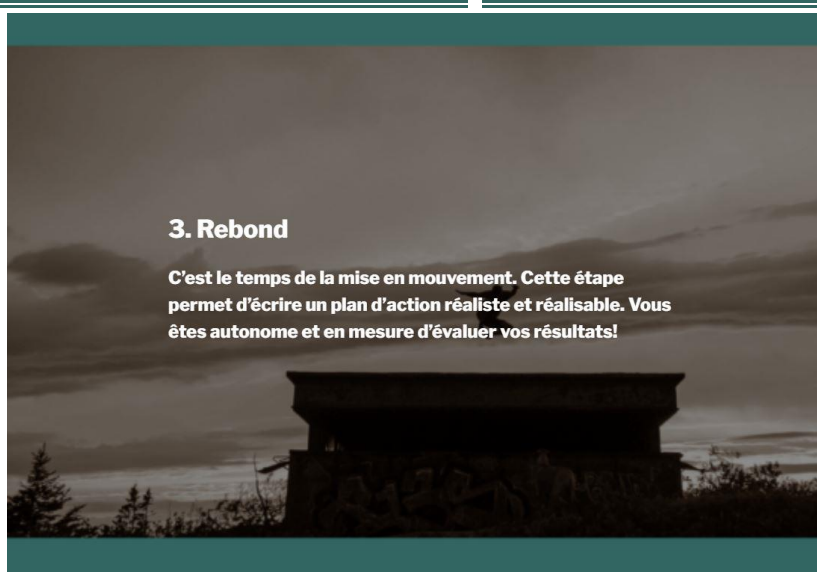 3. Rebond
C’est le temps de la mise en mouvement. Cette étape
permet d’écrire un plan d’action réaliste et réalisable. Vous
êtes autonome et en mesure d’évaluer vos résultats!